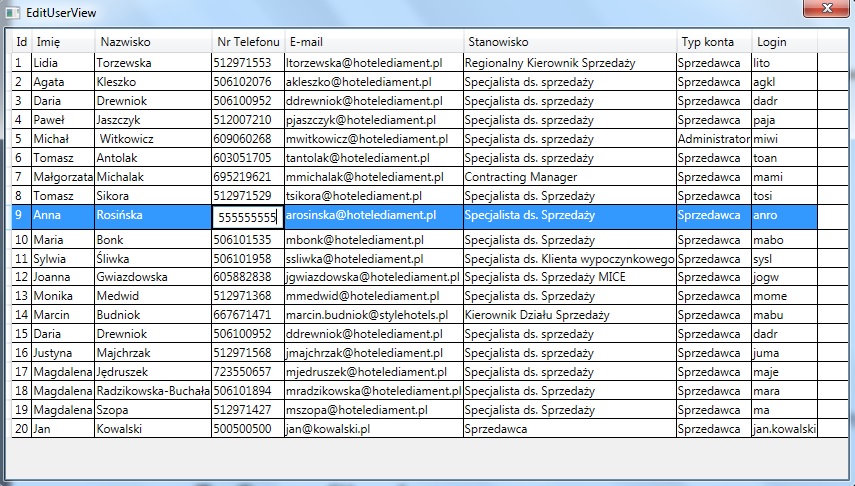 EditUserView
Id Imię Nazwisko Nr Telefonu E-mail Stanowisko Typ konta Login
1 Lidia Torzewska 512971553 ltorzewska@hotelediament.pl Regionalny Kierownik Sprzedaży Sprzedawca lito
2 Agata Kleszko 506102076 akleszko@hotelediament.pl Specjalista ds. sprzedaży Sprzedawca agkl
3 Daria Drewniok 506100952 ddrewniok@hotelediament.pl Specjalista ds. sprzedaży Sprzedawca dadr
4 Paweł Jaszczyk 512007210 pjaszczyk@hotelediament.pl Specjalista ds. sprzedaży Sprzedawca paja
5 Michał Witkowicz 609060268 mwitkowicz@hotelediament.pl Specjalista ds. sprzedaży Administrator miwi
6 Tomasz Antolak 603051705 tantolak@hotelediament.pl Specjalista ds. sprzedaży Sprzedawca toan
7 Małgorzata Michalak 695219621 mmichalak@hotelediament.pl Contracting Manager Sprzedawca mami
8 Tomasz Sikora 512971529 tsikora@hotelediament.pl Specjalista ds. Sprzedaży Sprzedawca tosi
9 Anna Rosińska 555555555 arosinska@hotelediament.pl Specjalista ds. Sprzedaży Sprzedawca anro
10 Maria Bonk 506101535 mbonk@hotelediament.pl Specjalista ds. Sprzedaży Sprzedawca mabo
11 Sylwia Śliwka 506101958 ssliwka@hotelediament.pl Specjalista ds. Klienta wypoczynkowego Sprzedawca sysl
12 Joanna Gwiazdowska 605882838 jgwiazdowska@hotelediament.pl Specjalista ds. Sprzedaży MICE Sprzedawca jogw
13 Monika Medwid 512971368 mmedwid@hotelediament.pl Specjalista ds. Sprzedaży Sprzedawca mome
14 Marcin Budniok 667671471 marcin.budniok@stylehotels.pl Kierownik Działu Sprzedaży Sprzedawca mabu
15 Daria Drewniok 506100952 ddrewniok@hotelediament.pl Specjalista ds. sprzedaży Sprzedawca dadr
16 Justyna Majchrzak 512971568 jmajchrzak@hotelediament.pl Specjalista ds. sprzedaży Sprzedawca juma
17 Magdalena Jędruszek 723550657 mjedruszek@hotelediament.pl Specjalista ds. Sprzedaży Sprzedawca maje
18 Magdalena Radzikowska-Buchała 506101894 mradzikowska@hotelediament.pl Specjalista ds. Sprzedaży Sprzedawca mara
19 Magdalena Szopa 512971427 mszopa@hotelediament.pl Specjalista ds. Sprzedaży Sprzedawca ma
20 Jan Kowalski 500500500 jan@kowalski.pl Sprzedawca Sprzedawca jan.kowalski